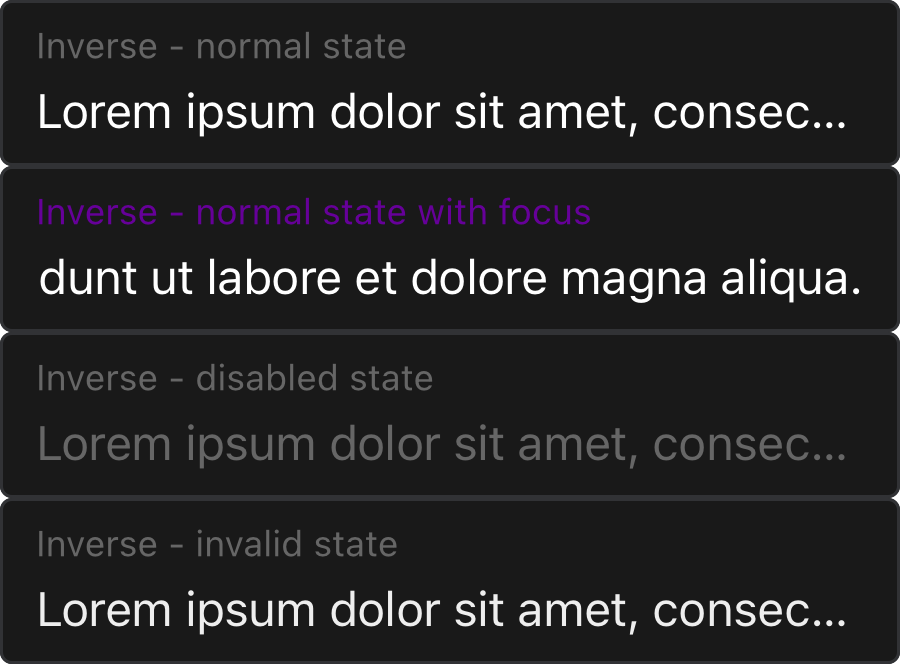 Inverse - normal state
Lorem ipsum dolor sit amet, consec...
Inverse - normal state with focus
dunt ut labore et dolore magna aliqua.
Inverse - disabled state
Lorem ipsum dolor sit amet, consec...
Inverse - invalid state
Lorem ipsum dolor sit amet, consec...